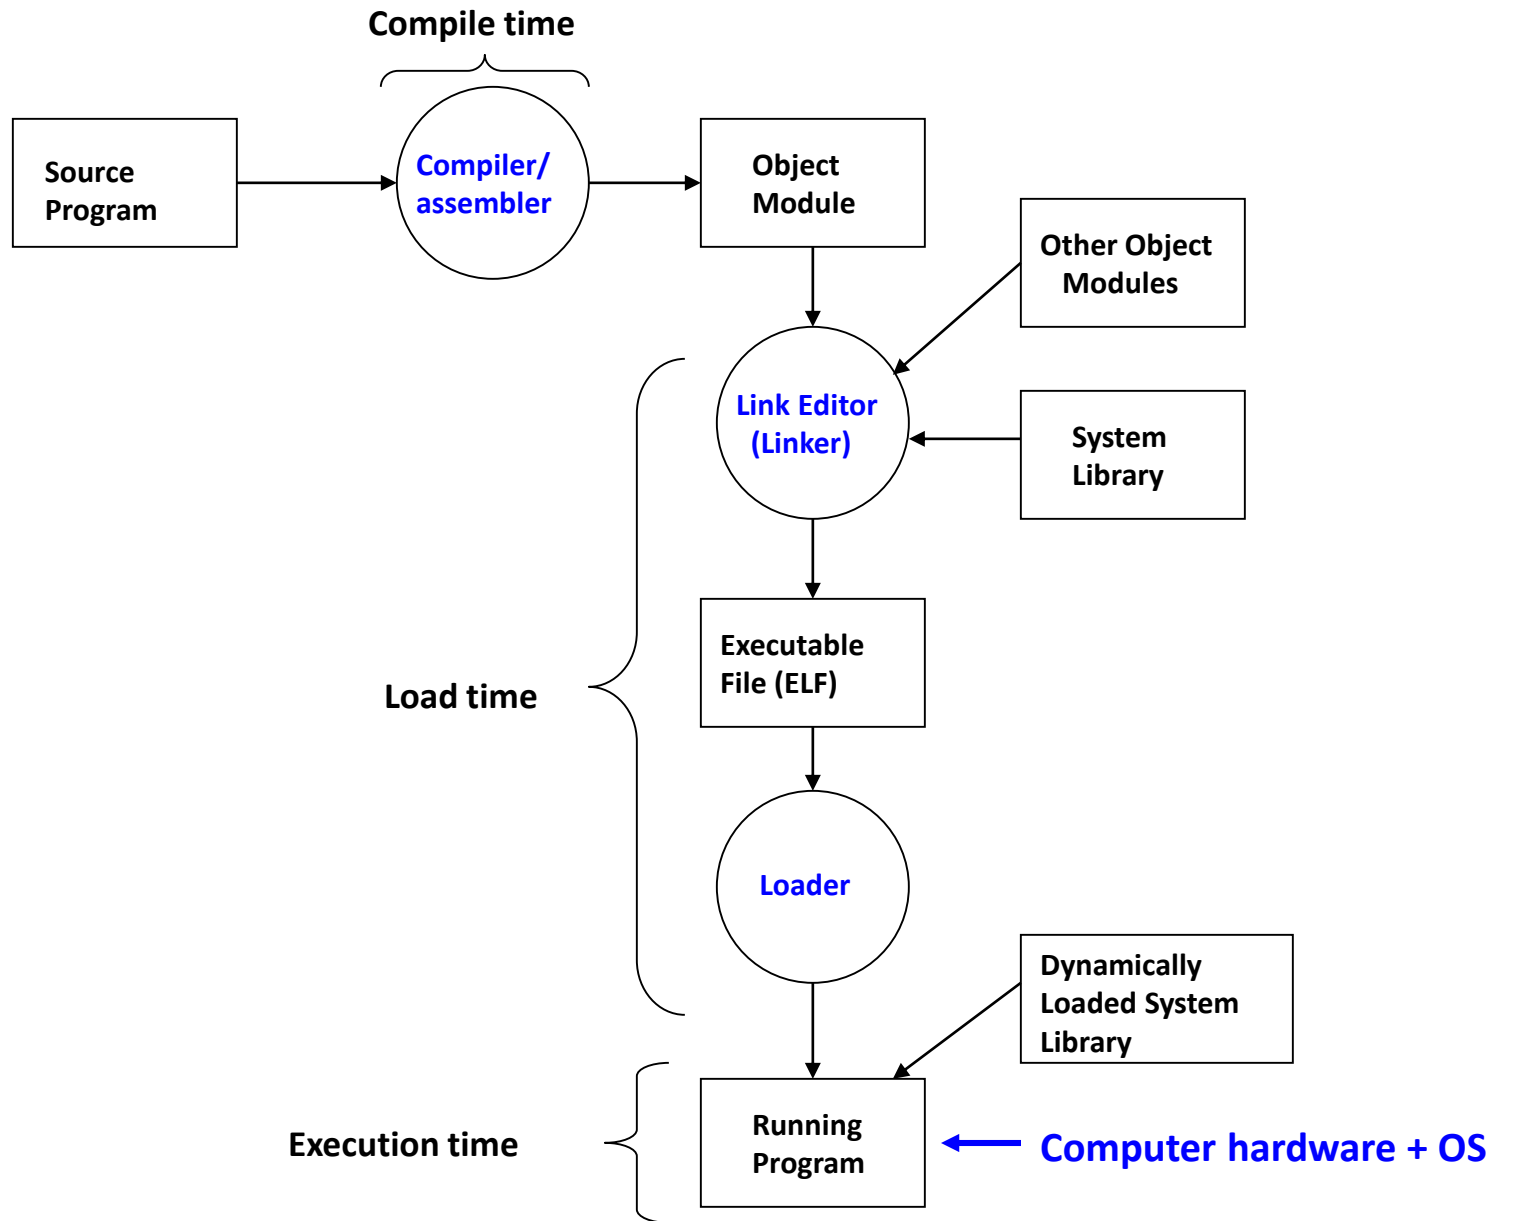 Compile time
Source
Program
Compiler/
assembler
Object
Module
Other Object
Modules
Link Editor
(Linker)
System
Library
Executable
File (ELF)
Load time
Loader
Dynamically
Loaded System
Library
Execution time
Running
Program
Computer hardware + OS